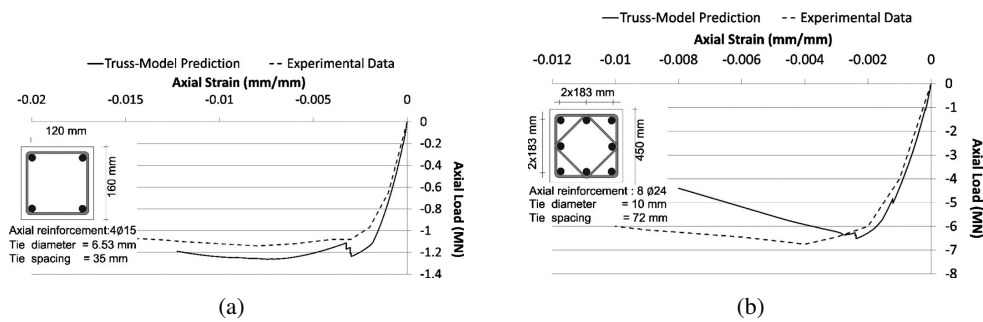 Truss-Model Prediction Experimental Data
Axial Strain (mm/mm)
-0.02 -0.015 -0.01 -0.005 0
120 mm
160 mm
Axial reinforcement:4Ø15
Tie diameter = 6.53 mm
Tie spacing = 35 mm
0
-0.2
-0.4
-0.6
-0.8
-1
-1.2
-1.4
Axial Load (MN)
(a)
Truss-Model Prediction Experimental Data
Axial Strain (mm/mm)
-0.012 -0.01 -0.008 -0.006 -0.004 -0.002 0
2x183 mm
2x183 mm
450 mm
Axial reinforcement : 8 Ø24
Tie diameter = 10 mm
Tie spacing = 72 mm
0
-1
-2
-3
-4
-5
-6
-7
-8
Axial Load (MN)
(b)